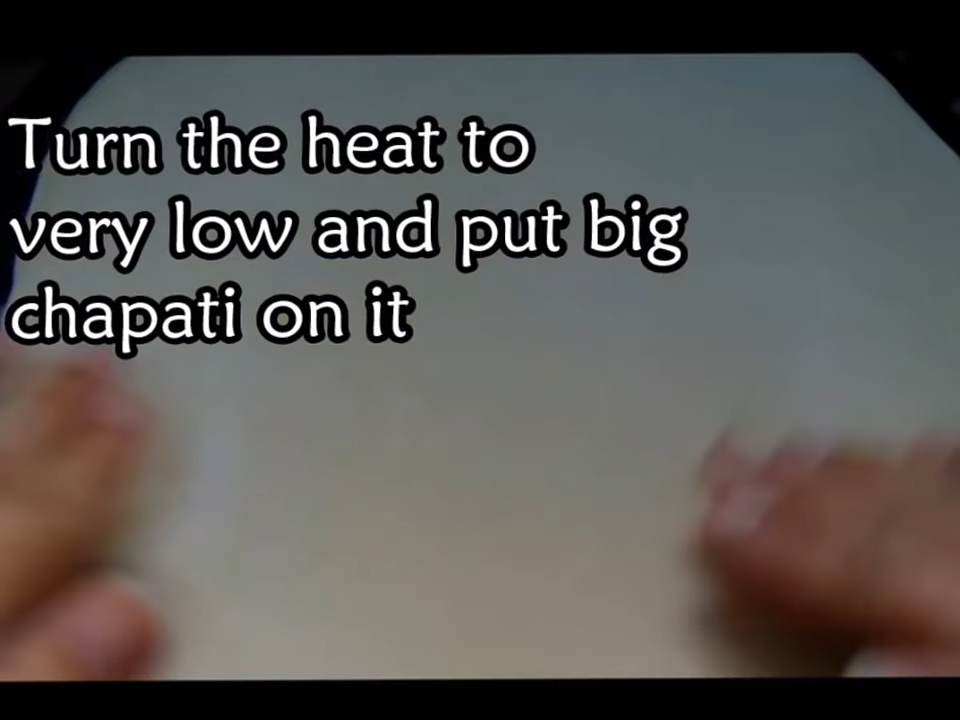 Turn the heat to
very low and put big
chapati on it